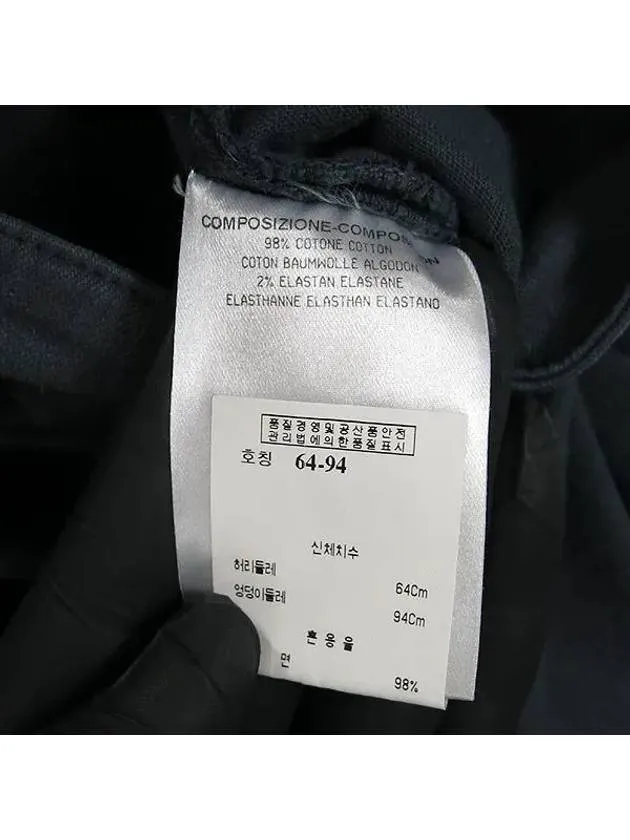 COMPOSIZIONE-COMPOSITION
98% COTONE COTTON
COTON BAUMWOLLE ALGODON
2% ELASTAN ELASTANE
ELASTHANNE ELASTHAN ELASTANO
품질경영및공산품안전
관리법에의한품질표시
호칭 64-94
신체치수
허리둘레 64Cm
엉덩이둘레 94Cm
혼용율
면 98%